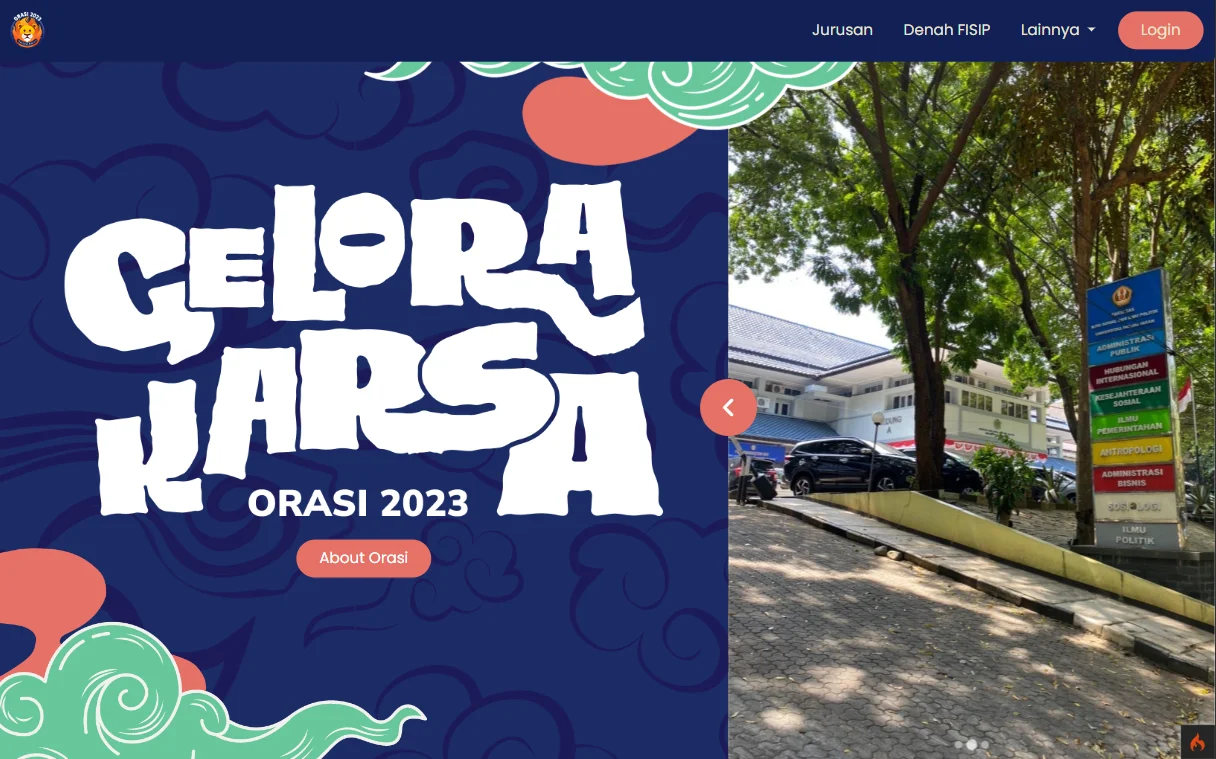 ORASI 2023
Jurusan
Denah FISIP
Lainnya
Login
GELORA
KARSA
ORASI 2023
About Orasi
GEDUNG
A
ADMINISTRASI
PUBLIK
HUBUNGAN
INTERNASIONAL
KESEJAHTERAAN
SOSIAL
ILMU
PEMERINTAHAN
ANTROPOLOGI
ADMINISTRASI
BISNIS
SOSIOLOGI
ILMU
POLITIK